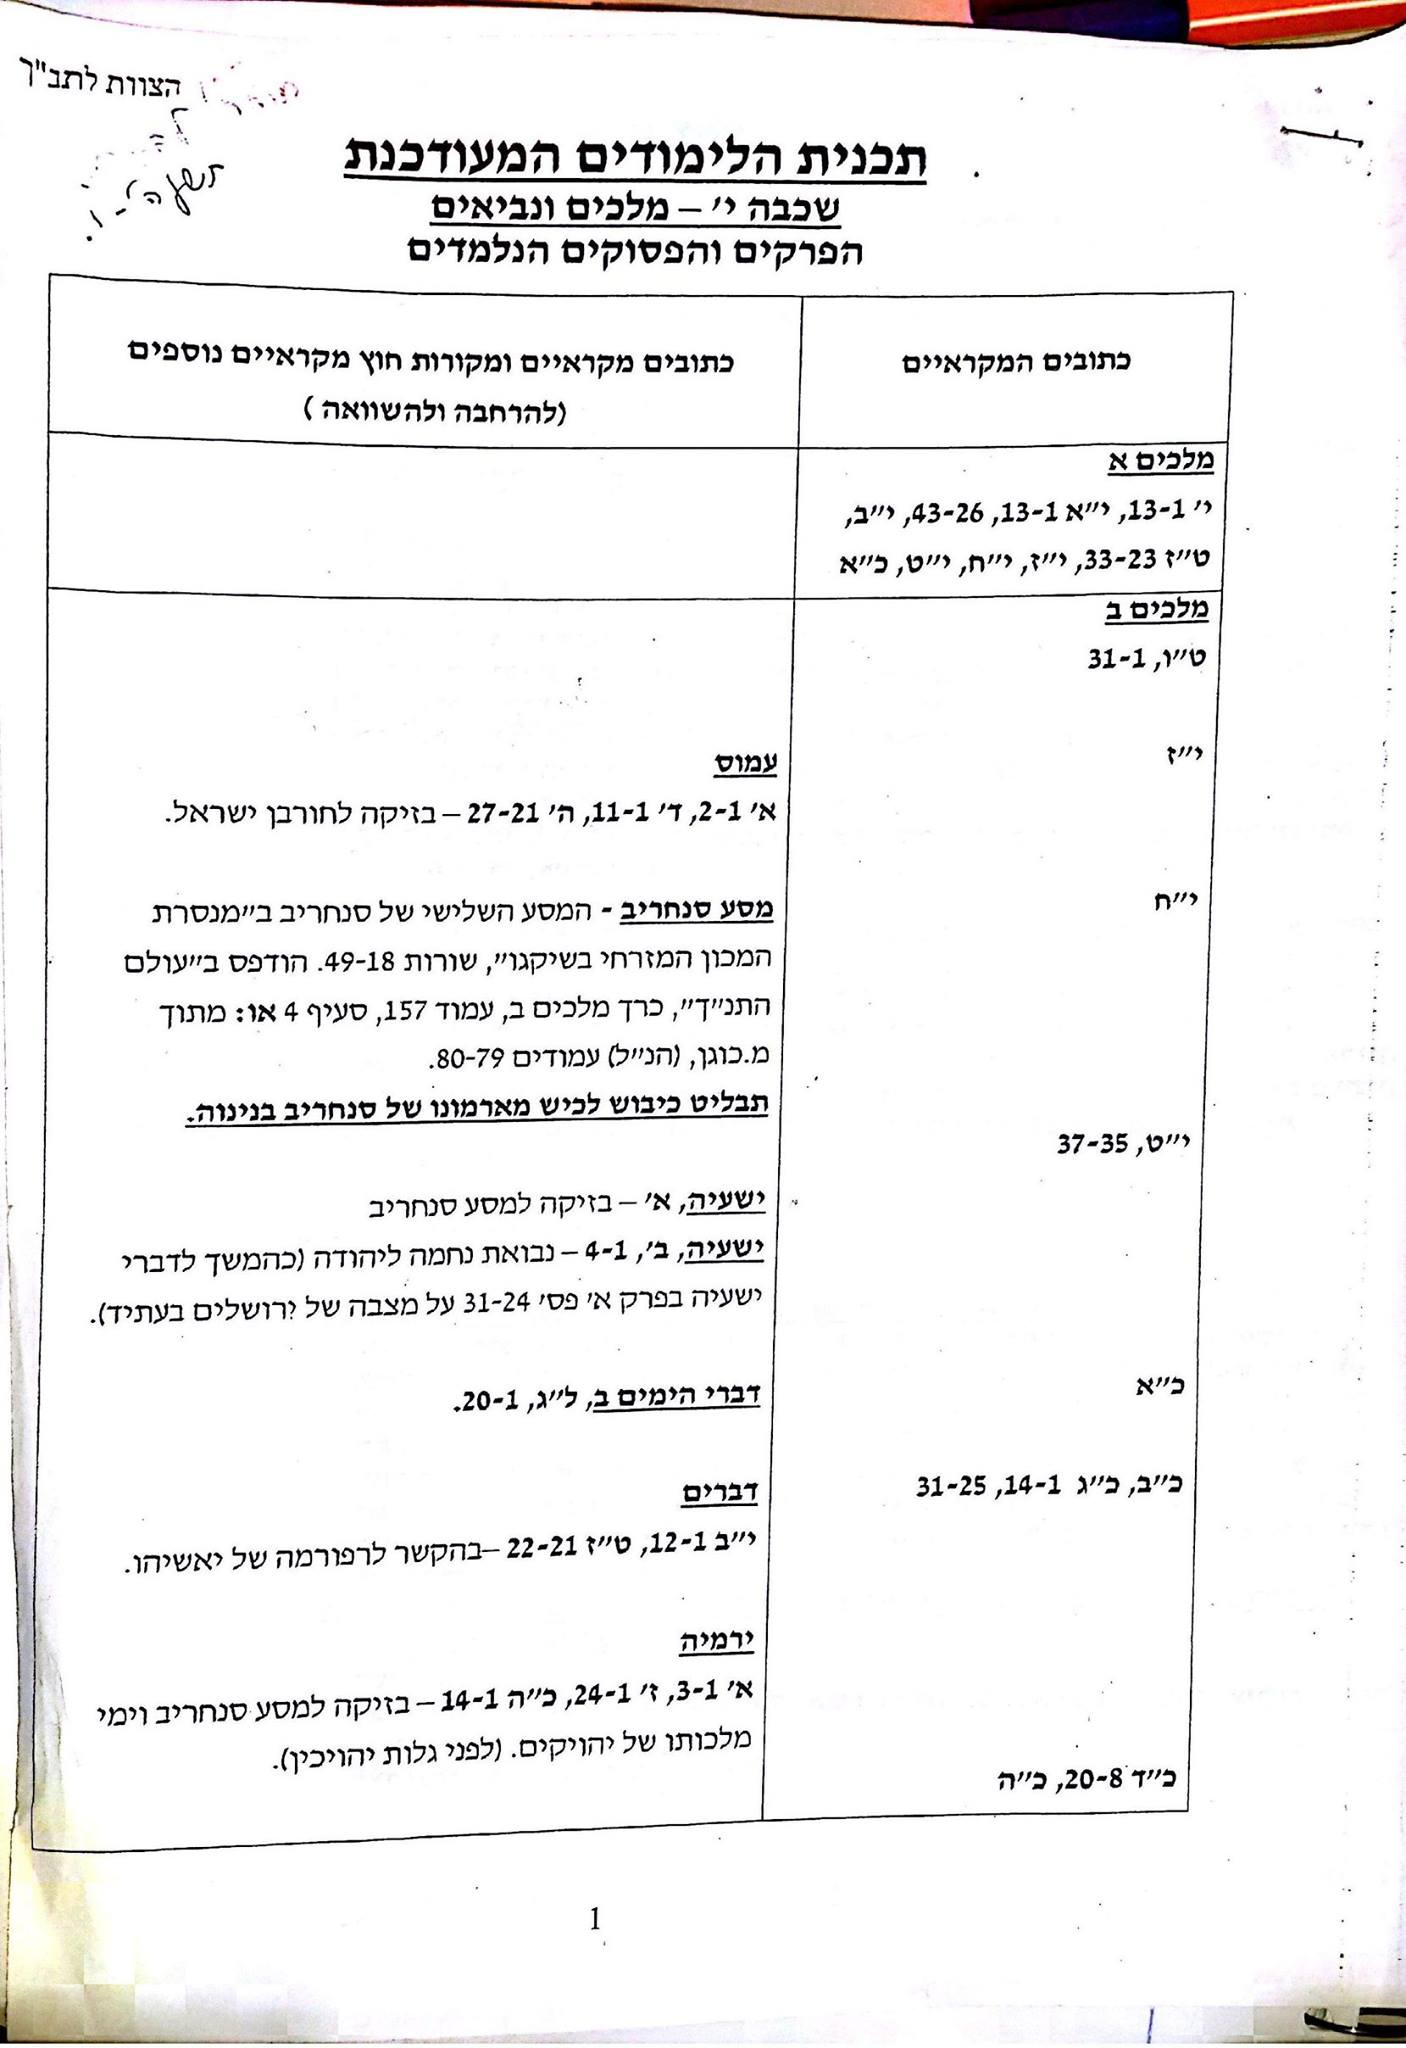 הצוות לתב"ך
תשע"ה-ו.
תכנית הלימודים המעודכנת
שכבה י' – מלכים ונביאים
הפרקים והפסוקים הנלמדים
כתובים המקראיים
כתובים מקראיים ומקורות חוץ מקראיים נוספים
(להרחבה ולהשוואה )
מלכים א
י' 13-1, י"א 13-1, 43-26, י"ב,
ט"ז 33-23, י"ז, י"ח, י"ט, כ"א
מלכים ב
ט"ו, 31-1
י"ז
עמוס
א' 2-1, ד' 11-1, ה' 27-21 – בזיקה לחורבן ישראל.
י"ח
מסע סנחריב - המסע השלישי של סנחריב ב"מנסרת
המכון המזרחי בשיקגו", שורות 49-18. הודפס ב"עולם
התנ"ך", כרך מלכים ב, עמוד 157, סעיף 4 או: מתוך
מ.כוגן, (הנ"ל) עמודים 80-79.
תבליט כיבוש לכיש מארמונו של סנחריב בנינוה.
י"ט, 37-35
ישעיה, א' – בזיקה למסע סנחריב
ישעיה, ב', 4-1 – נבואת נחמה ליהודה (כהמשך לדברי
ישעיה בפרק א' פס' 31-24 על מצבה של ירושלים בעתיד).
כ"א
דברי הימים ב, ל"ג, 20-1.
כ"ב, כ"ג 14-1, 31-25
דברים
י"ב 12-1, ט"ז 22-21 –בהקשר לרפורמה של יאשיהו.
ירמיה
א' 3-1, ז' 24-1, כ"ה 14-1 – בזיקה למסע סנחריב וימי
מלכותו של יהויקים. (לפני גלות יהויכין).
כ"ד 20-8, כ"ה
1